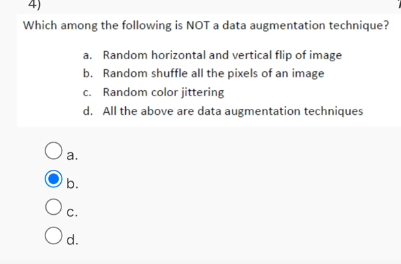 4)
Which among the following is NOT a data augmentation technique?
a. Random horizontal and vertical flip of image
b. Random shuffle all the pixels of an image
c. Random color jittering
d. All the above are data augmentation techniques
a.
b.
c.
d.